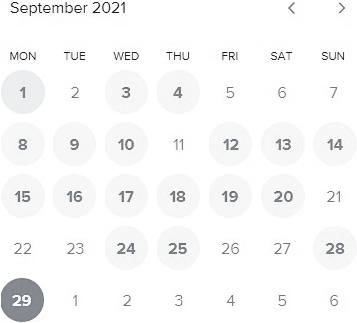 September 2021
MON TUE WED THU FRI SAT SUN
1 2 3 4 5 6 7
8 9 10 11 12 13 14
15 16 17 18 19 20 21
22 23 24 25 26 27 28
29 1 2 3 4 5 6